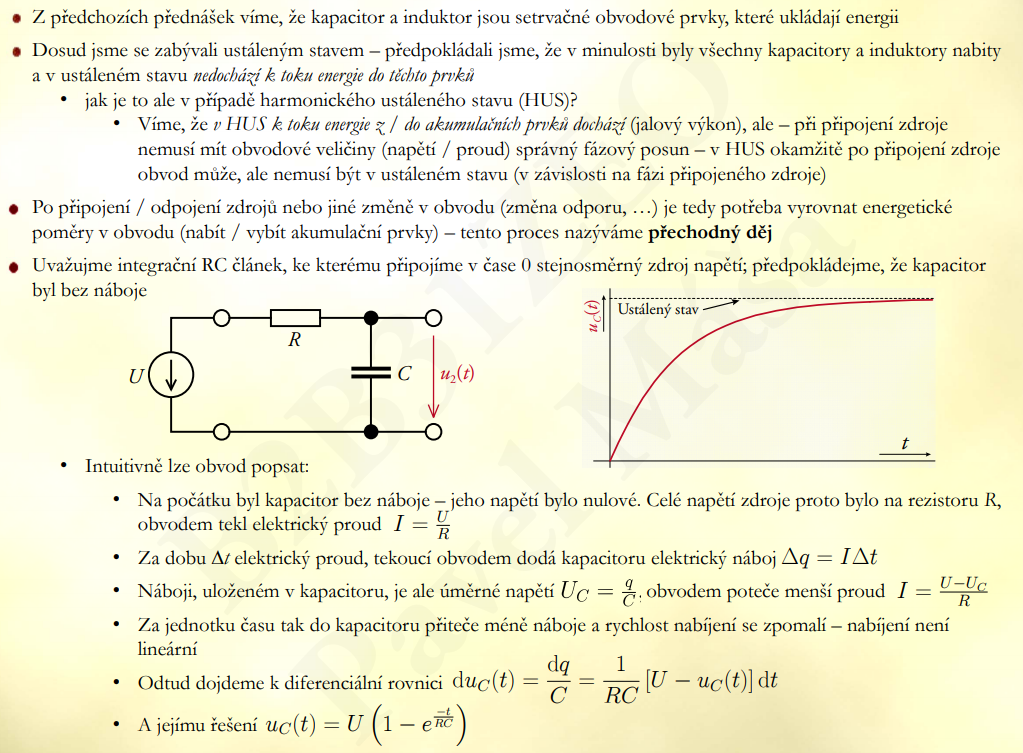 Z předchozích přednášek víme, že kapacitor a induktor jsou setrvačné obvodové prvky, které ukládají energii
Dosud jsme se zabývali ustáleným stavem – předpokládali jsme, že v minulosti byly všechny kapacitory a induktory nabity
a v ustáleném stavu nedochází k toku energie do těchto prvků
jak je to ale v případě harmonického ustáleného stavu (HUS)?
Víme, že v HUS k toku energie z / do akumulačních prvků dochází (jalový výkon), ale – při připojení zdroje
nemusí mít obvodové veličiny (napětí / proud) správný fázový posun – v HUS okamžitě po připojení zdroje
obvod může, ale nemusí být v ustáleném stavu (v závislosti na fázi připojeného zdroje)
Po připojení / odpojení zdrojů nebo jiné změně v obvodu (změna odporu, …) je tedy potřeba vyrovnat energetické
poměry v obvodu (nabít / vybít akumulační prvky) – tento proces nazýváme přechodný děj
Uvažujme integrační RC článek, ke kterému připojíme v čase 0 stejnosměrný zdroj napětí; předpokládejme, že kapacitor
byl bez náboje
R
U
C
u₂(t)
u_C(t)
Ustálený stav
t
Intuitivně lze obvod popsat:
Na počátku byl kapacitor bez náboje – jeho napětí bylo nulové. Celé napětí zdroje proto bylo na rezistoru R,
obvodem tekl elektrický proud I = U/R
Za dobu Δt elektrický proud, tekoucí obvodem dodá kapacitoru elektrický náboj Δq = IΔt
Náboji, uloženém v kapacitoru, je ale úměrné napětí U_C = q/C; obvodem poteče menší proud I = (U−U_C)/R
Za jednotku času tak do kapacitoru přiteče méně náboje a rychlost nabíjení se zpomalí – nabíjení není
lineární
Odtud dojdeme k diferenciální rovnici du_C(t) = dq/C = 1/RC [U − u_C(t)] dt
A jejímu řešení u_C(t) = U (1 − e^(−t/RC))
b2B17ZEO
Pavel Máša